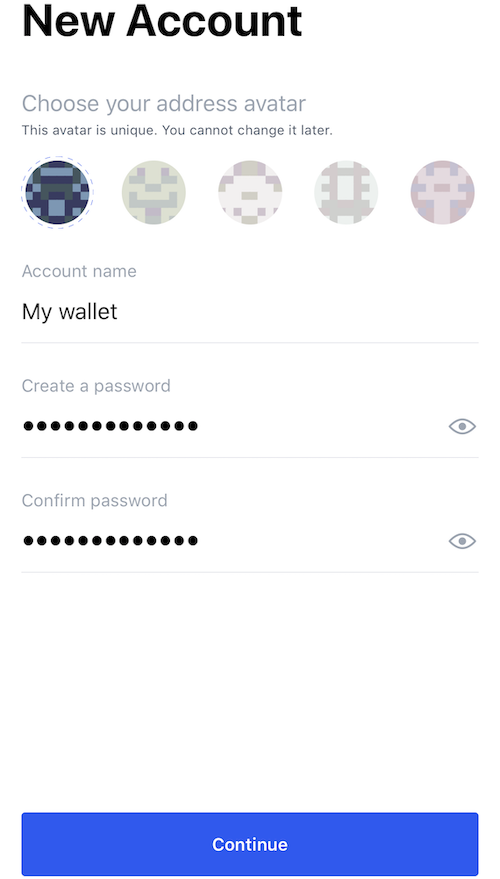 New Account
Choose your address avatar
This avatar is unique. You cannot change it later.
Account name
My wallet
Create a password
●●●●●●●●●●●●●
Confirm password
●●●●●●●●●●●●●
Continue